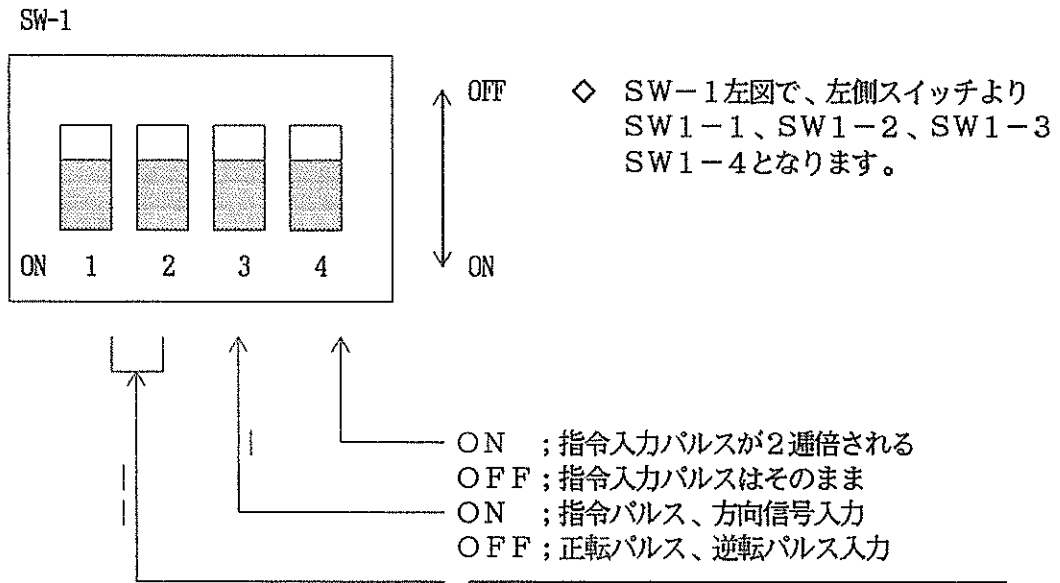 SW-1
OFF
◇ SW－1左図で、左側スイッチより
SW1－1、SW1－2、SW1－3
SW1－4となります。
ON 1 2 3 4
ON
ON ；指令入力パルスが2逓倍される
OFF；指令入力パルスはそのまま
ON ；指令パルス、方向信号入力
OFF；正転パルス、逆転パルス入力